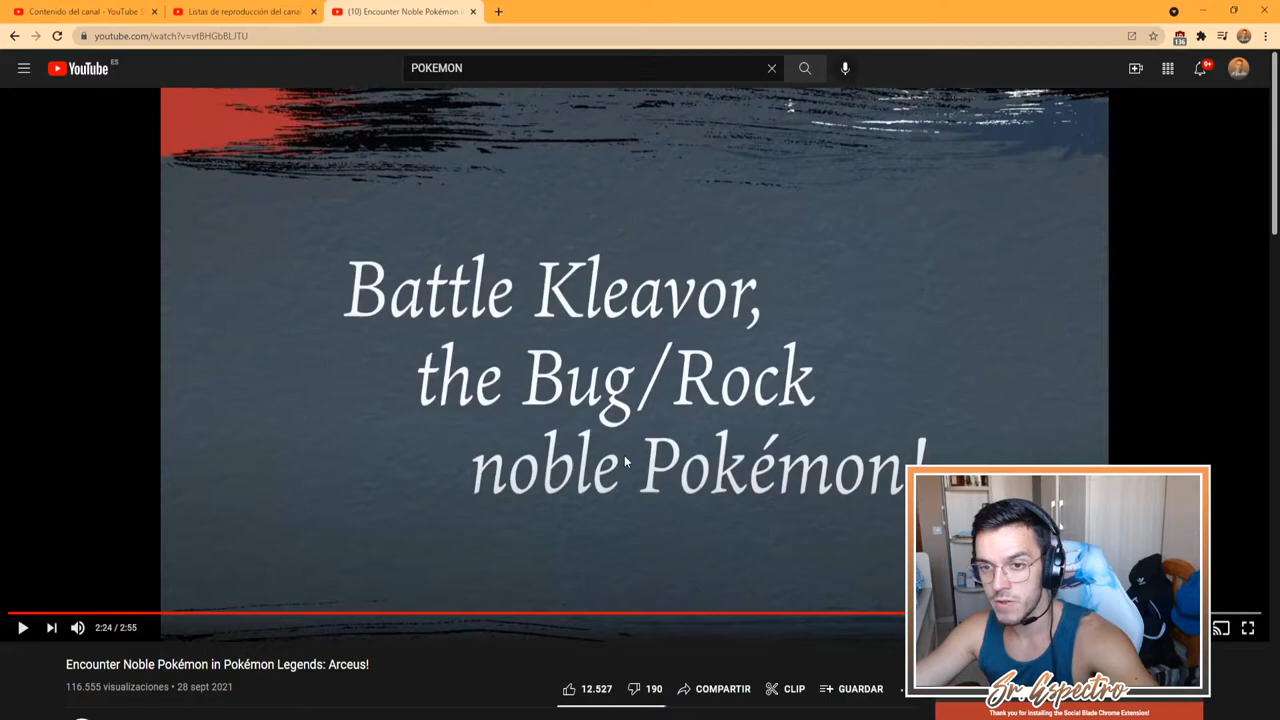 Contenido del canal - YouTube S
Listas de reproducción del canal
(10) Encounter Noble Pokémon i
youtube.com/watch?v=vtBHGbBLJTU
136
YouTube ES
POKEMON
9+
Battle Kleavor,
the Bug/Rock
noble Pokémon!
2:24 / 2:55
Encounter Noble Pokémon in Pokémon Legends: Arceus!
116.555 visualizaciones • 28 sept 2021
12.527
190
COMPARTIR
CLIP
GUARDAR
Sr. Espectro
Thank you for installing the Social Blade Chrome Extension!